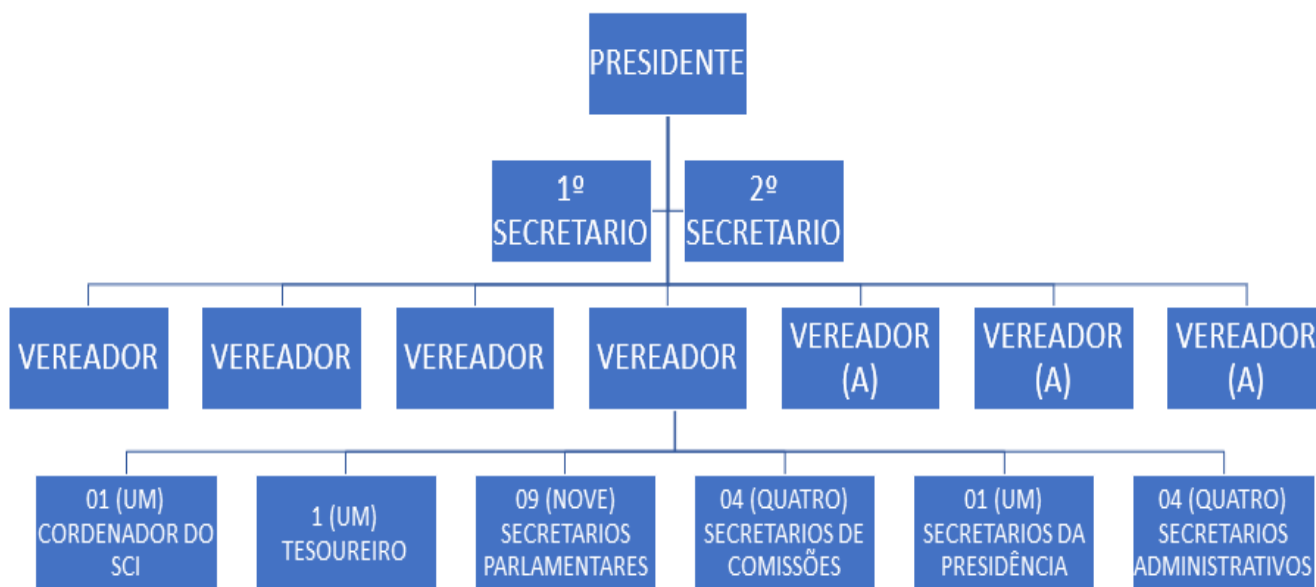 PRESIDENTE
1º
SECRETARIO
2º
SECRETARIO
VEREADOR
VEREADOR
VEREADOR
VEREADOR
VEREADOR
(A)
VEREADOR
(A)
VEREADOR
(A)
01 (UM)
CORDENADOR DO
SCI
1 (UM)
TESOUREIRO
09 (NOVE)
SECRETARIOS
PARLAMENTARES
04 (QUATRO)
SECRETARIOS DE
COMISSÕES
01 (UM)
SECRETARIOS DA
PRESIDÊNCIA
04 (QUATRO)
SECRETARIOS
ADMINISTRATIVOS